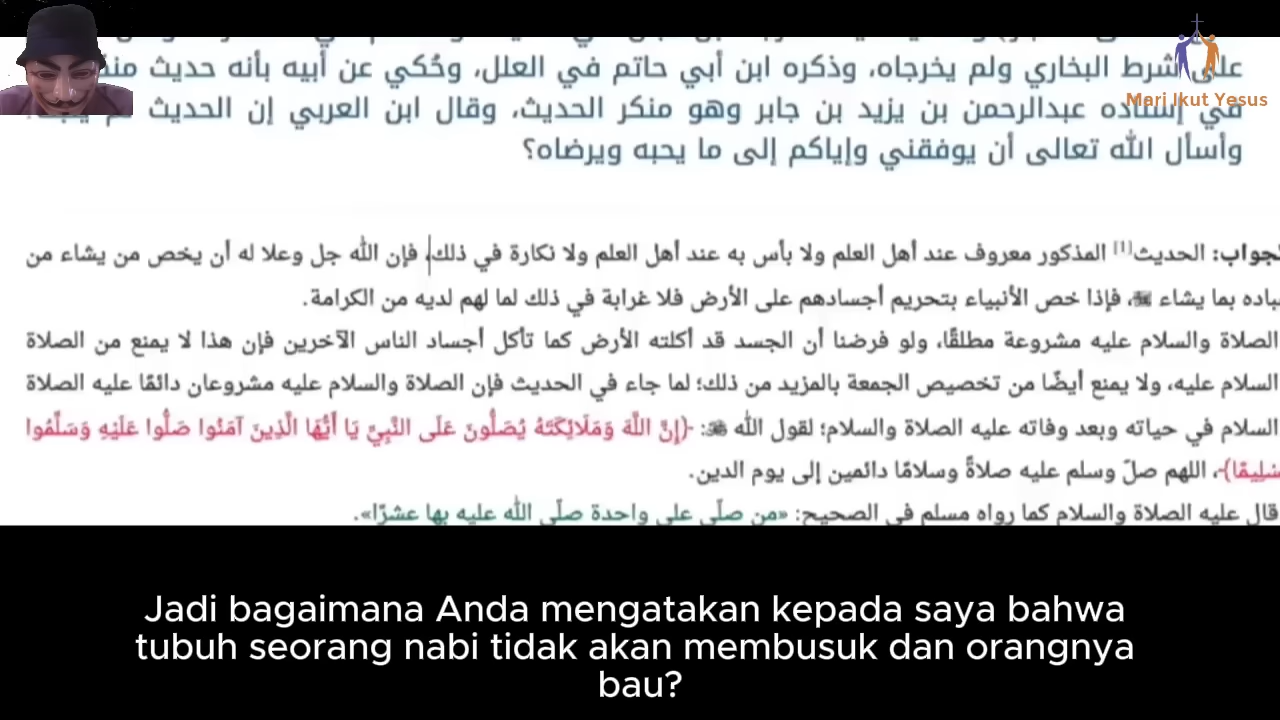 Mari Ikut Yesus
على شرط البخاري ولم يخرجاه، وذكره ابن أبي حاتم في العلل، وحُكي عن أبيه بأنه حديث
في إسناده عبدالرحمن بن يزيد بن جابر وهو منكر الحديث، وقال ابن العربي إن الحديث
وأسأل الله تعالى أن يوفقني وإياكم إلى ما يحبه ويرضاه؟
لجواب: الحديث[1] المذكور معروف عند أهل العلم ولا بأس به عند أهل العلم ولا نكارة في ذلك، فإن الله جل وعلا له أن يخص من يشاء من
باده بما يشاء ﷺ، فإذا خص الأنبياء بتحريم أجسادهم على الأرض فلا غرابة في ذلك لما لهم لديه من الكرامة.
الصلاة والسلام عليه مشروعة مطلقًا، ولو فرضنا أن الجسد قد أكلته الأرض كما تأكل أجساد الناس الآخرين فإن هذا لا يمنع من الصلاة
السلام عليه، ولا يمنع أيضًا من تخصيص الجمعة بالمزيد من ذلك؛ لما جاء في الحديث فإن الصلاة والسلام عليه مشروعان دائمًا عليه الصلاة
السلام في حياته وبعد وفاته عليه الصلاة والسلام؛ لقول الله : {إِنَّ اللَّهَ وَمَلَائِكَتَهُ يُصَلُّونَ عَلَى النَّبِيِّ يَا أَيُّهَا الَّذِينَ آمَنُوا صَلُّوا عَلَيْهِ وَسَلِّمُوا
سْلِيمًا}، اللهم صلّ وسلم عليه صلاةً وسلامًا دائمين إلى يوم الدين.
قال عليه الصلاة والسلام كما رواه مسلم في الصحيح: «من صلّى علي واحدة صلّى الله عليه بها عشرًا».
Jadi bagaimana Anda mengatakan kepada saya bahwa
tubuh seorang nabi tidak akan membusuk dan orangnya
bau?